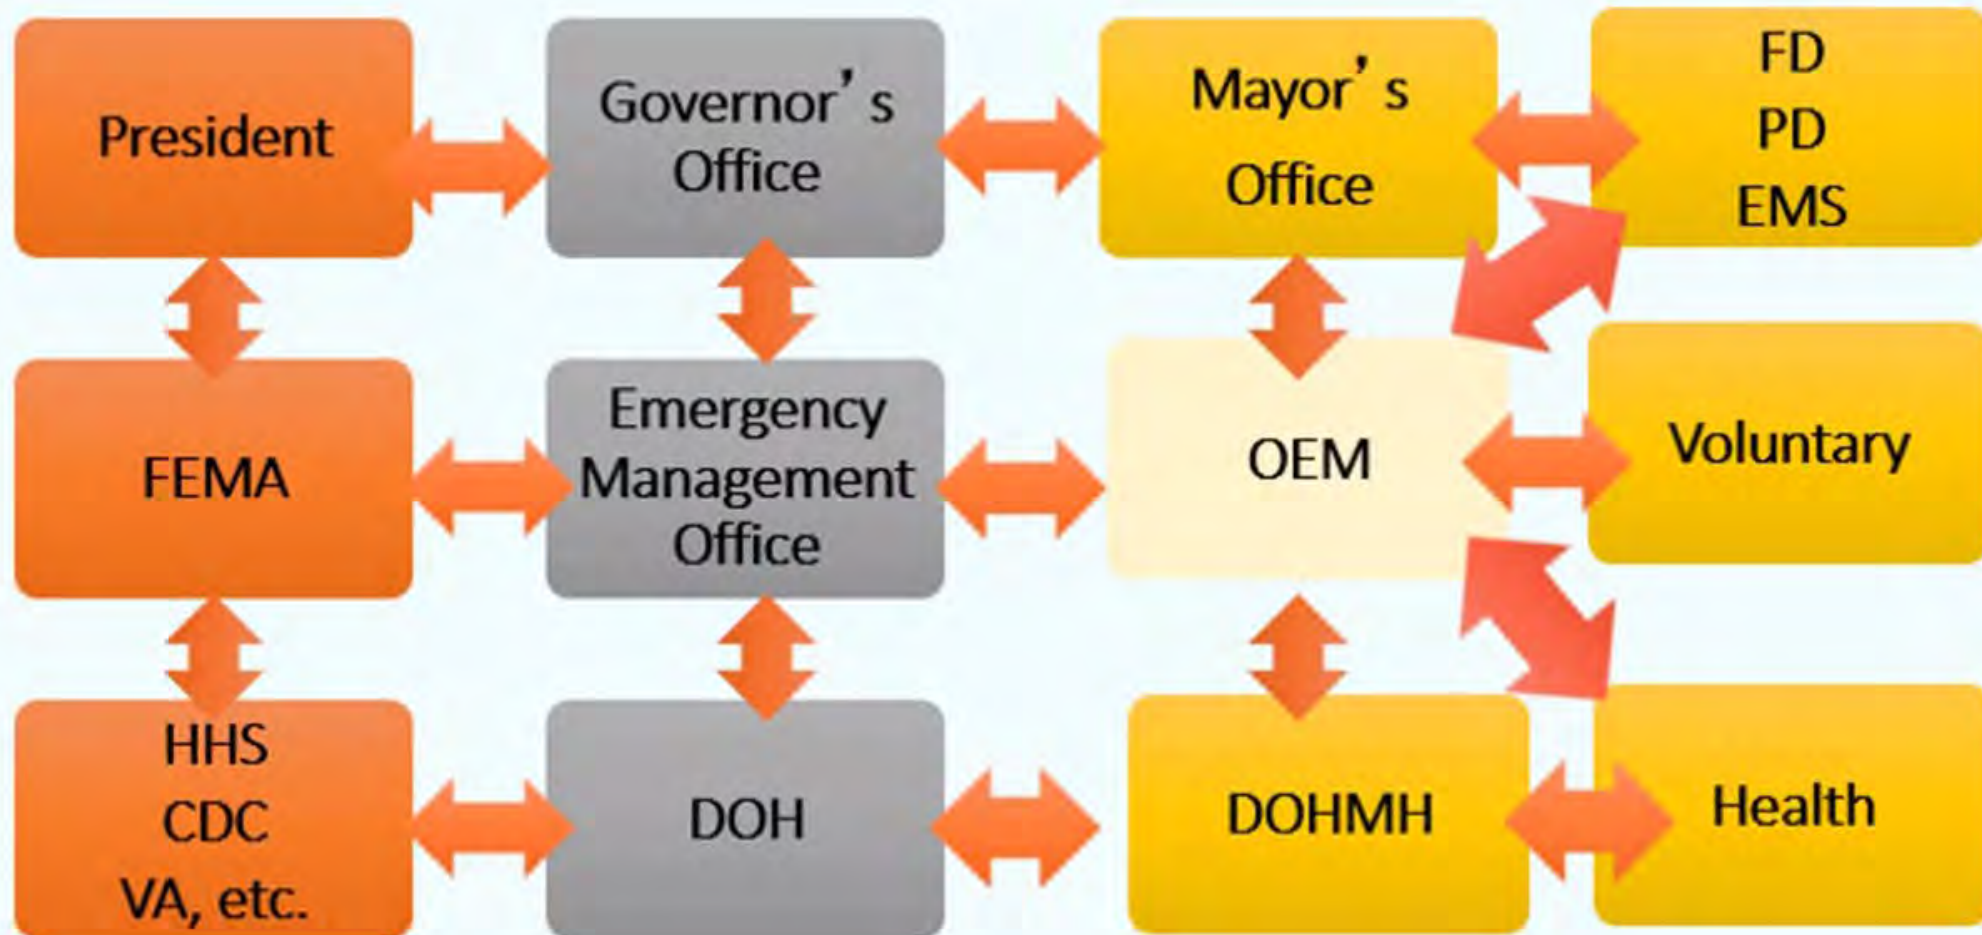 President
Governor's
Office
Mayor's
Office
FD
PD
EMS
FEMA
Emergency
Management
Office
OEM
Voluntary
HHS
CDC
VA, etc.
DOH
DOHMH
Health